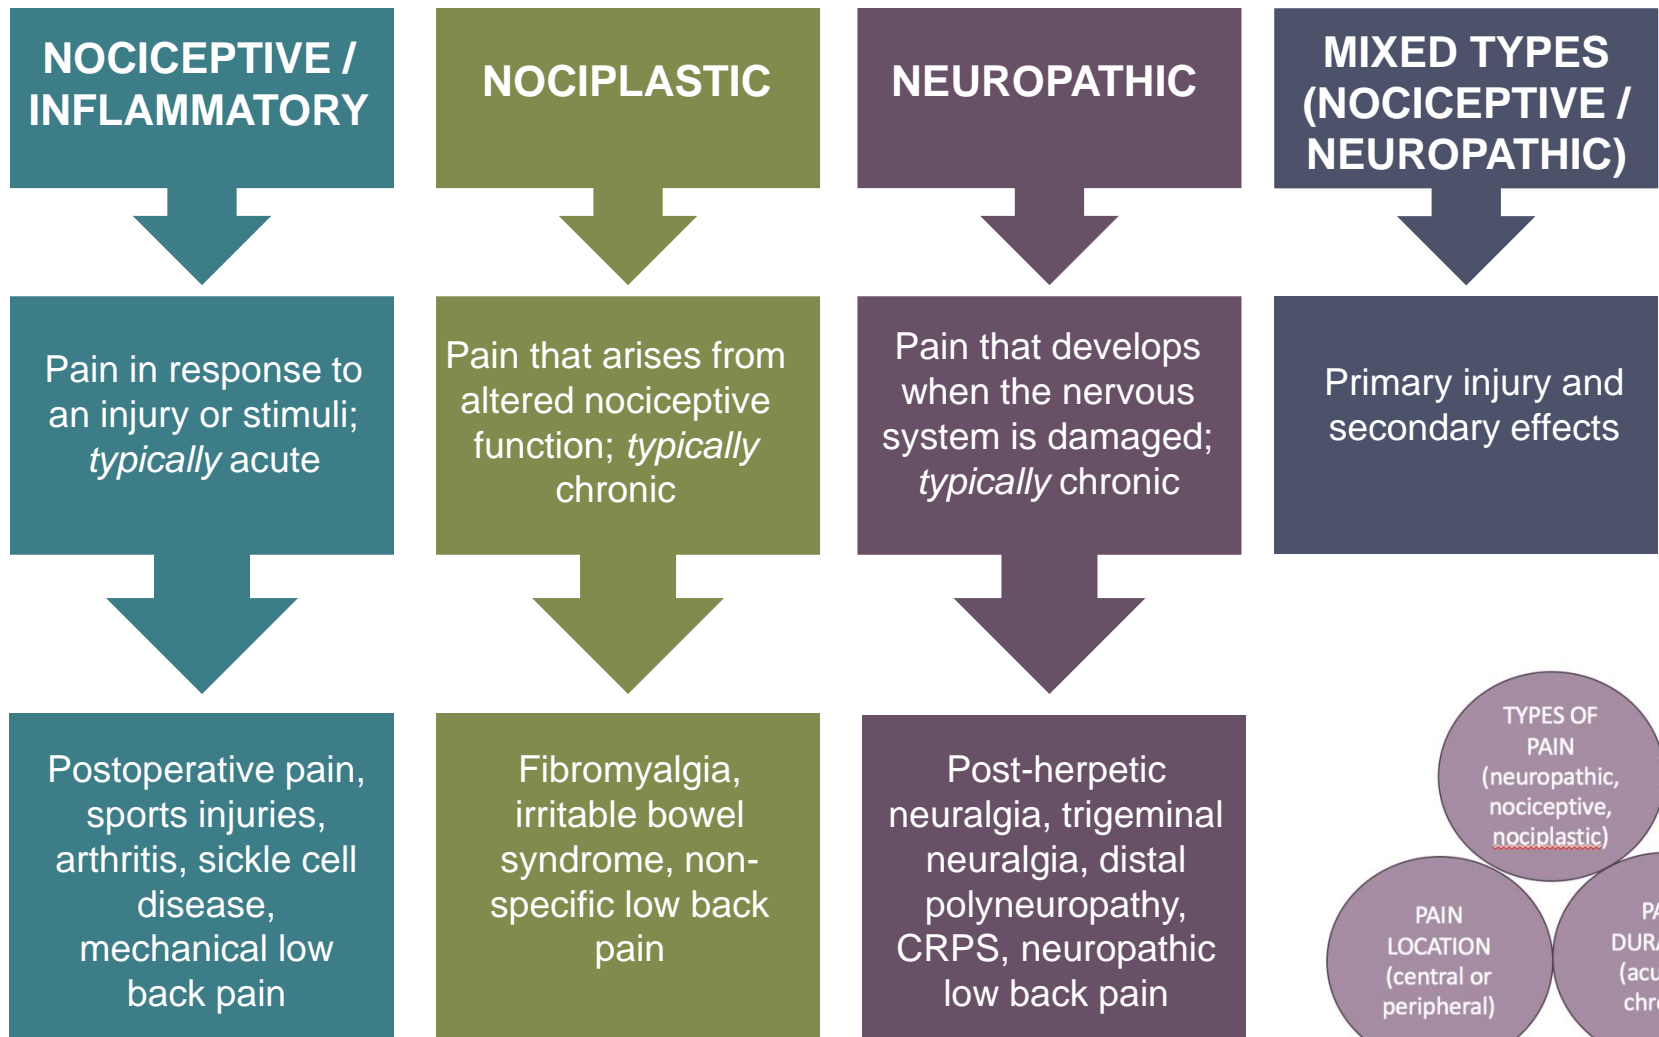 NOCICEPTIVE /
INFLAMMATORY
Pain in response to
an injury or stimuli;
typically acute
Postoperative pain,
sports injuries,
arthritis, sickle cell
disease,
mechanical low
back pain
NOCIPLASTIC
Pain that arises from
altered nociceptive
function; typically
chronic
Fibromyalgia,
irritable bowel
syndrome, non-
specific low back
pain
NEUROPATHIC
Pain that develops
when the nervous
system is damaged;
typically chronic
Post-herpetic
neuralgia, trigeminal
neuralgia, distal
polyneuropathy,
CRPS, neuropathic
low back pain
MIXED TYPES
(NOCICEPTIVE /
NEUROPATHIC)
Primary injury and
secondary effects
TYPES OF
PAIN
(neuropathic,
nociceptive,
nociplastic)
PAIN
LOCATION
(central or
peripheral)